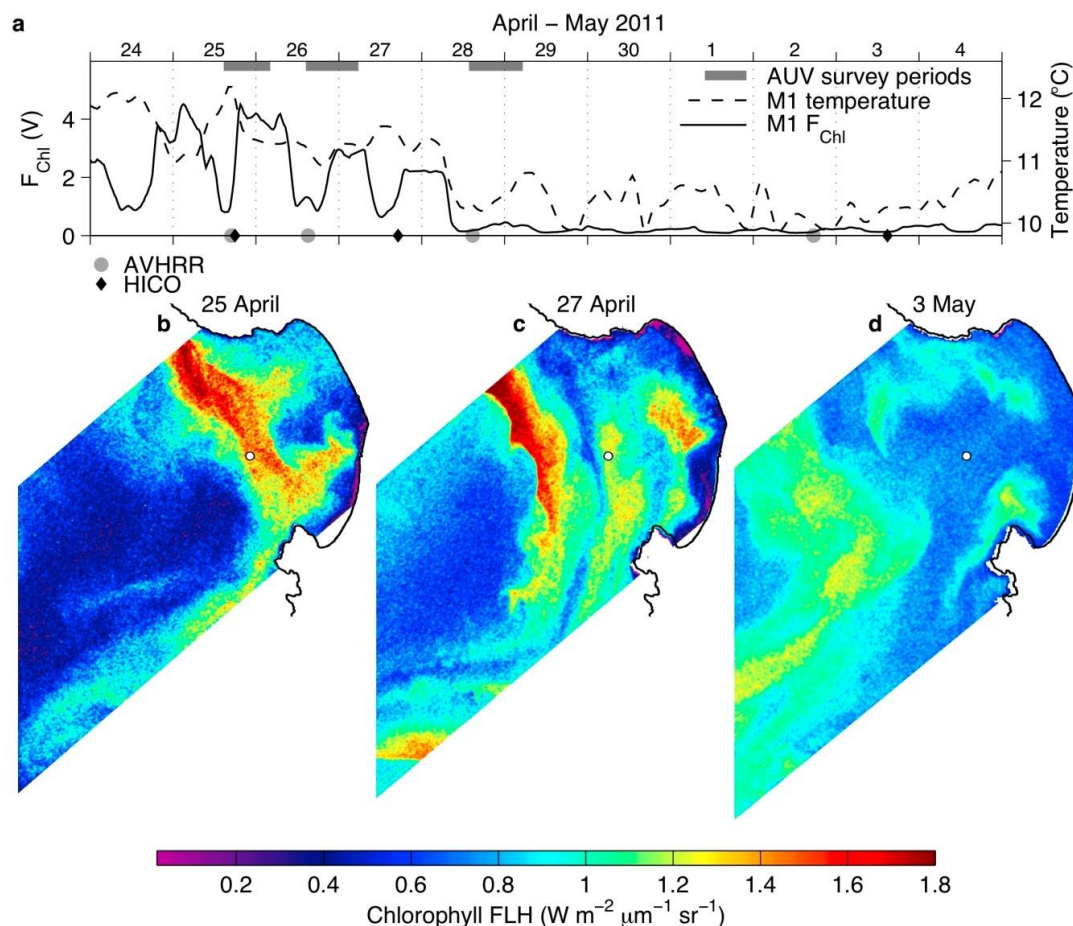 a
April – May 2011
24 25 26 27 28 29 30 1 2 3 4
AUV survey periods
M1 temperature
M1 F_Chl
F_Chl (V)
4
2
0
12
11
10
Temperature (°C)
AVHRR
HICO
b 25 April
c 27 April
d 3 May
0.2 0.4 0.6 0.8 1 1.2 1.4 1.6 1.8
Chlorophyll FLH (W m⁻² μm⁻¹ sr⁻¹)